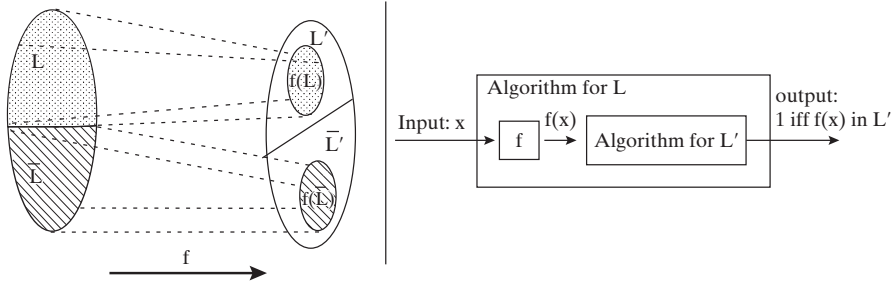 L
L̅
L′
f(L)
L̅′
f(L̅)
f
Algorithm for L
Input: x
f
f(x)
Algorithm for L′
output:
1 iff f(x) in L′